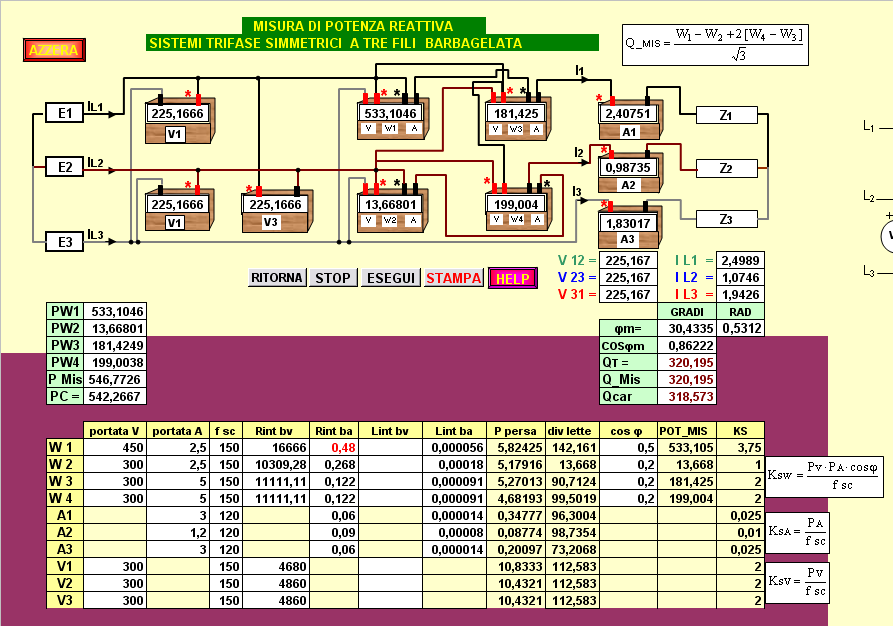 MISURA DI POTENZA REATTIVA
SISTEMI TRIFASE SIMMETRICI A TRE FILI BARBAGELATA
AZZERA
Q_MIS = W1 − W2 + 2 [W4 − W3] / √3
E1 IL1 225,1666 V1 533,1046 V W1 A 181,425 V W3 A I1 2,40751 A1 Z1
E2 IL2 225,1666 V1 225,1666 V3 13,66801 V W2 A 199,004 V W4 A I2 0,98735 A2 Z2
E3 IL3 I3 1,83017 A3 Z3
L1
L2
+
V
L3
RITORNA STOP ESEGUI STAMPA HELP
V 12 = 225,167 I L1 = 2,4989
V 23 = 225,167 I L2 = 1,0746
V 31 = 225,167 I L3 = 1,9426
GRADI RAD
φm= 30,4335 0,5312
COSφm 0,86222
QT = 320,195
Q_Mis 320,195
Qcar 318,573
PW1 533,1046
PW2 13,66801
PW3 181,4249
PW4 199,0038
P Mis 546,7726
PC = 542,2667
portata V portata A f sc Rint bv Rint ba Lint bv Lint ba P persa div lette cos φ POT_MIS KS
W 1 450 2,5 150 16666 0,48 0,000056 5,82425 142,161 0,5 533,105 3,75
W 2 300 2,5 150 10309,28 0,268 0,00018 5,17916 13,668 0,2 13,668 1
W 3 300 5 150 11111,11 0,122 0,000091 5,27013 90,7124 0,2 181,425 2
W 4 300 5 150 11111,11 0,122 0,000091 4,68193 99,5019 0,2 199,004 2
A1 3 120 0,06 0,000014 0,34777 96,3004 0,025
A2 1,2 120 0,09 0,00008 0,08774 98,7354 0,01
A3 3 120 0,06 0,000014 0,20097 73,2068 0,025
V1 300 150 4680 10,8333 112,583 2
V2 300 150 4860 10,4321 112,583 2
V3 300 150 4860 10,4321 112,583 2
KsW = PV·PA·cosφ / f sc
KsA = PA / f sc
KsV = PV / f sc